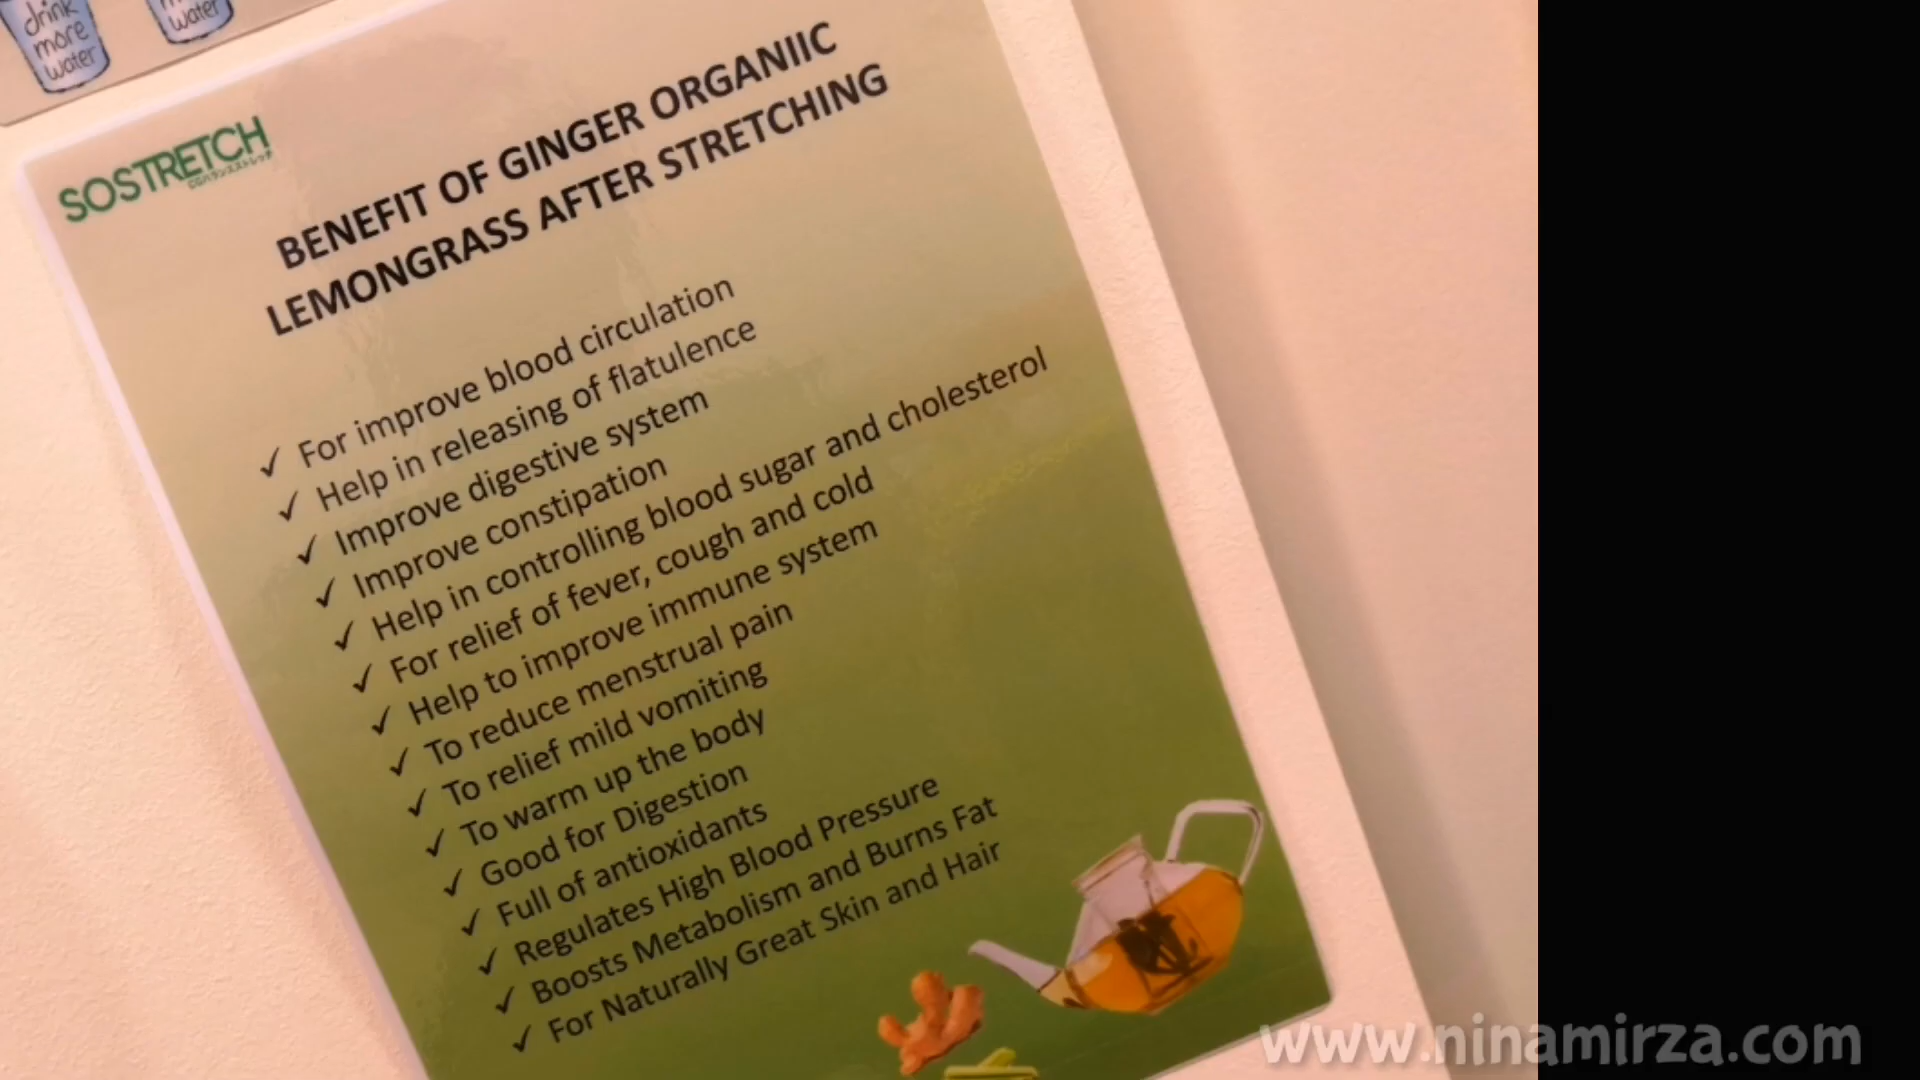 drink
more
water
water
SOSTRETCH
BENEFIT OF GINGER ORGANIIC
LEMONGRASS AFTER STRETCHING
✓ For improve blood circulation
✓ Help in releasing of flatulence
✓ Improve digestive system
✓ Improve constipation
✓ Help in controlling blood sugar and cholesterol
✓ For relief of fever, cough and cold
✓ Help to improve immune system
✓ To reduce menstrual pain
✓ To relief mild vomiting
✓ To warm up the body
✓ Good for Digestion
✓ Full of antioxidants
✓ Regulates High Blood Pressure
✓ Boosts Metabolism and Burns Fat
✓ For Naturally Great Skin and Hair
www.ninamirza.com